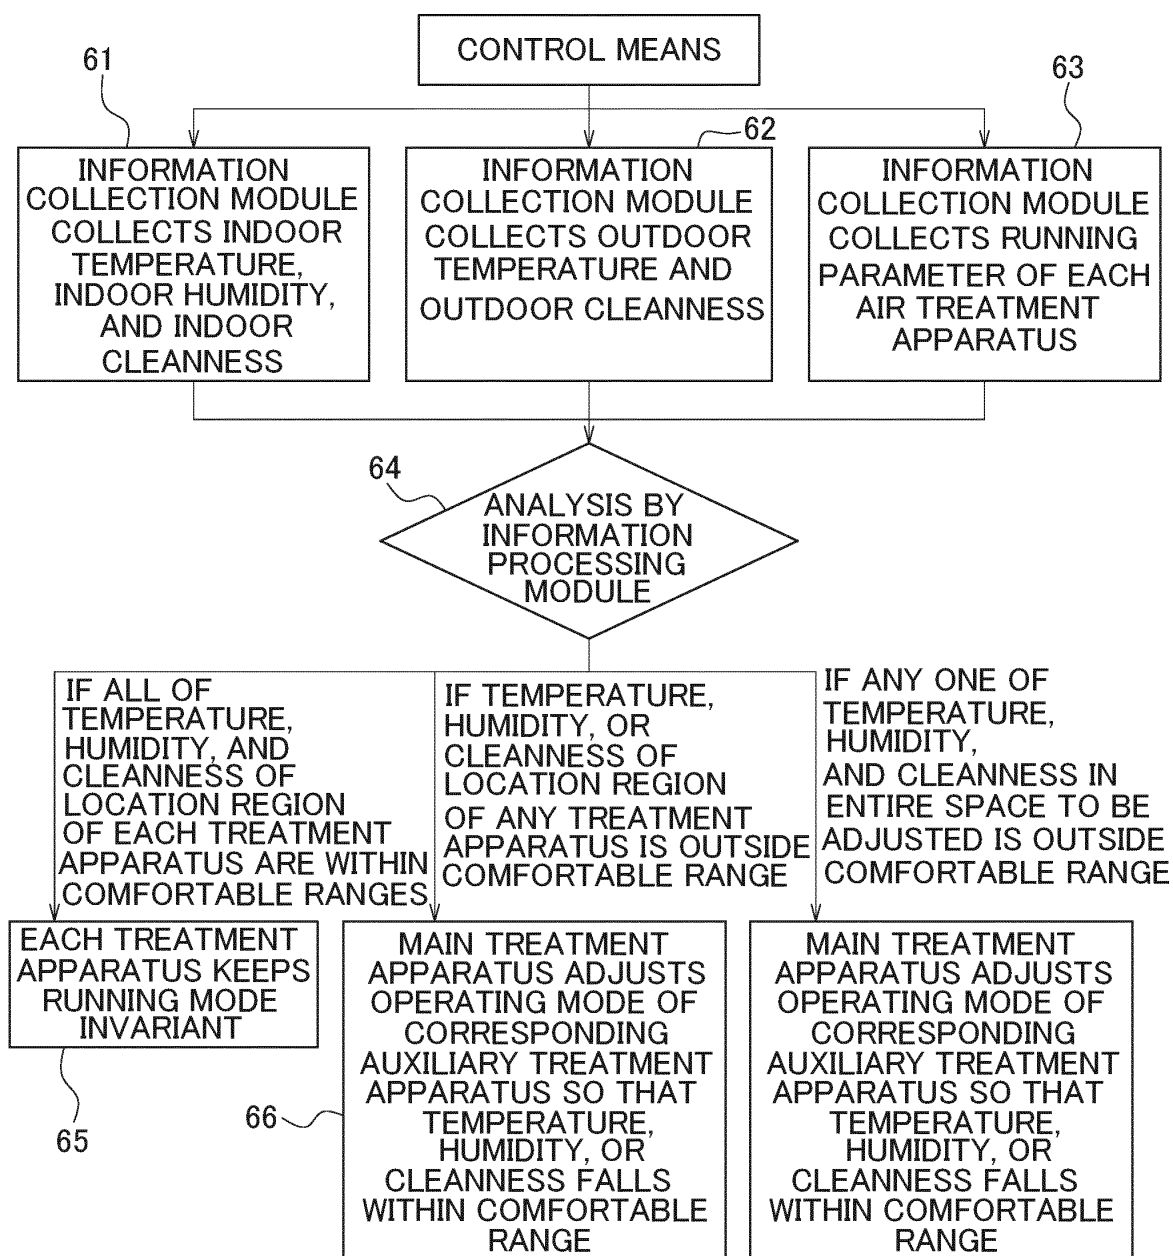 CONTROL MEANS
61
INFORMATION
COLLECTION MODULE
COLLECTS INDOOR
TEMPERATURE,
INDOOR HUMIDITY,
AND INDOOR
CLEANNESS
62
INFORMATION
COLLECTION MODULE
COLLECTS OUTDOOR
TEMPERATURE AND
OUTDOOR CLEANNESS
63
INFORMATION
COLLECTION MODULE
COLLECTS RUNNING
PARAMETER OF EACH
AIR TREATMENT
APPARATUS
64
ANALYSIS BY
INFORMATION
PROCESSING
MODULE
IF ALL OF
TEMPERATURE,
HUMIDITY, AND
CLEANNESS OF
LOCATION REGION
OF EACH TREATMENT
APPARATUS ARE WITHIN
COMFORTABLE RANGES
IF TEMPERATURE,
HUMIDITY, OR
CLEANNESS OF
LOCATION REGION
OF ANY TREATMENT
APPARATUS IS OUTSIDE
COMFORTABLE RANGE
IF ANY ONE OF
TEMPERATURE,
HUMIDITY,
AND CLEANNESS IN
ENTIRE SPACE TO BE
ADJUSTED IS OUTSIDE
COMFORTABLE RANGE
EACH TREATMENT
APPARATUS KEEPS
RUNNING MODE
INVARIANT
65
MAIN TREATMENT
APPARATUS ADJUSTS
OPERATING MODE OF
CORRESPONDING
AUXILIARY TREATMENT
APPARATUS SO THAT
TEMPERATURE,
HUMIDITY, OR
CLEANNESS FALLS
WITHIN COMFORTABLE
RANGE
66
MAIN TREATMENT
APPARATUS ADJUSTS
OPERATING MODE OF
CORRESPONDING
AUXILIARY TREATMENT
APPARATUS SO THAT
TEMPERATURE,
HUMIDITY, OR
CLEANNESS FALLS
WITHIN COMFORTABLE
RANGE